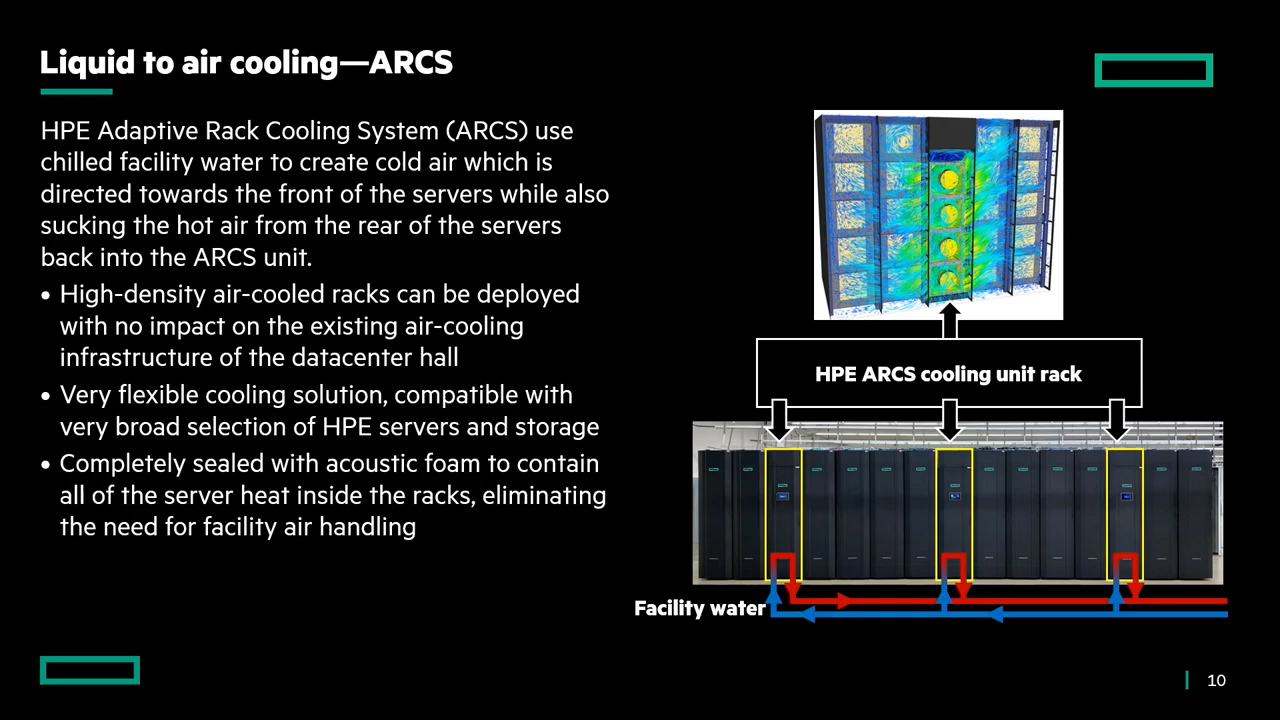 Liquid to air cooling—ARCS
HPE Adaptive Rack Cooling System (ARCS) use
chilled facility water to create cold air which is
directed towards the front of the servers while also
sucking the hot air from the rear of the servers
back into the ARCS unit.
• High-density air-cooled racks can be deployed
with no impact on the existing air-cooling
infrastructure of the datacenter hall
• Very flexible cooling solution, compatible with
very broad selection of HPE servers and storage
• Completely sealed with acoustic foam to contain
all of the server heat inside the racks, eliminating
the need for facility air handling
HPE ARCS cooling unit rack
Facility water
10